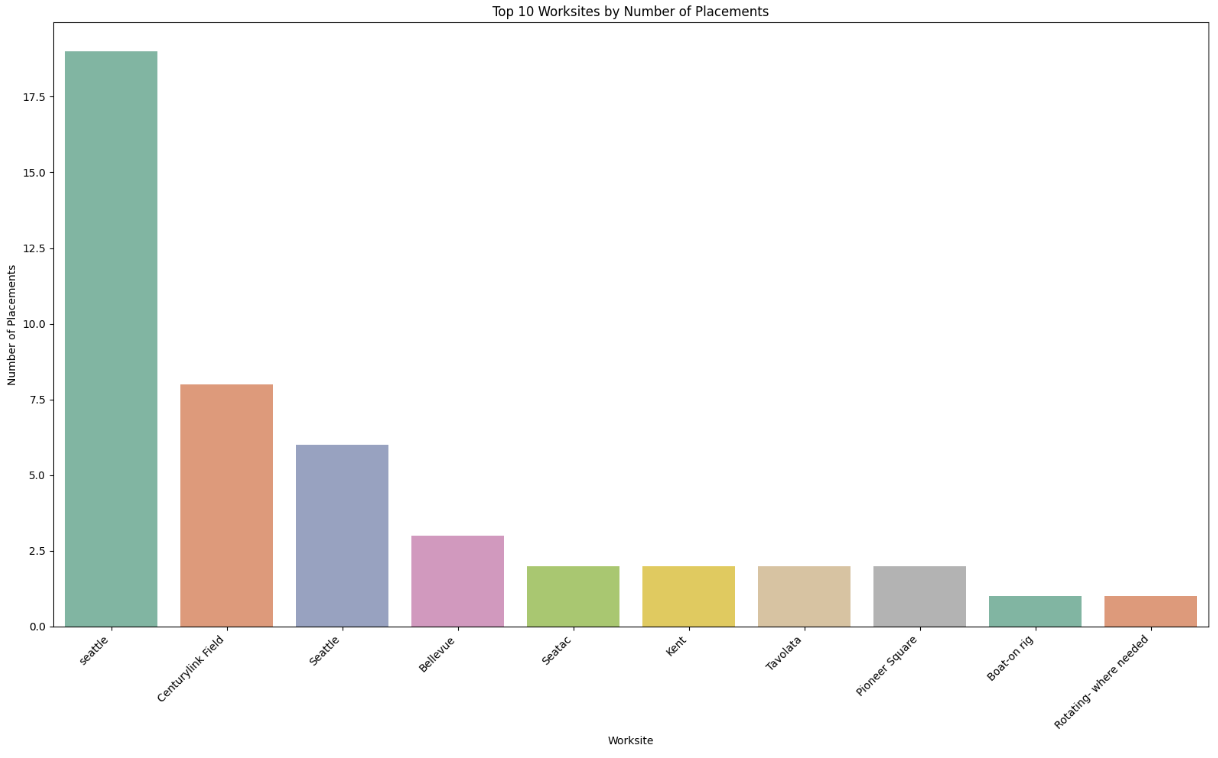 Top 10 Worksites by Number of Placements
Number of Placements
17.5
15.0
12.5
10.0
7.5
5.0
2.5
0.0
seattle
Centurylink Field
Seattle
Bellevue
Seatac
Kent
Tavolata
Pioneer Square
Boat-on rig
Rotating- where needed
Worksite